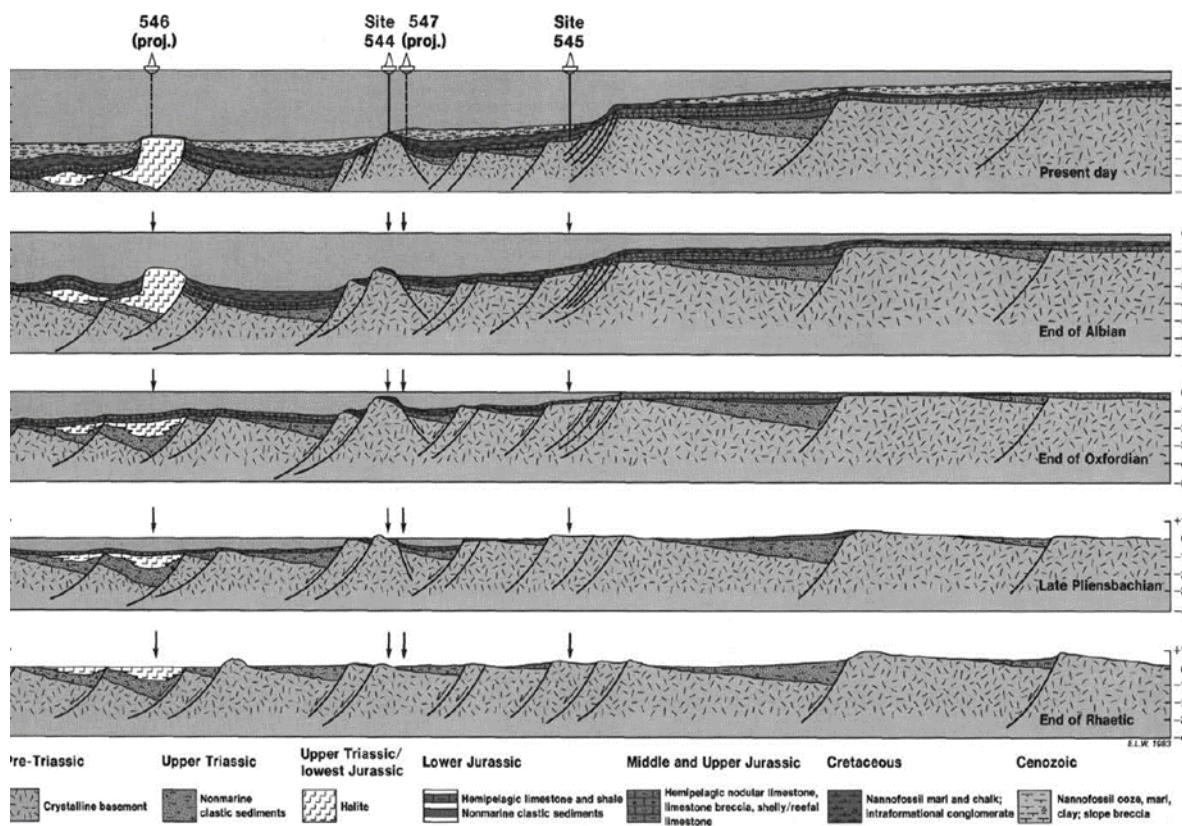 546
(proj.)
Site
544
547
(proj.)
Site
545
Present day
End of Albian
End of Oxfordian
Late Pliensbachian
End of Rhaetic
E.L.W. 1983
Pre-Triassic
Crystalline basemont
Upper Triassic
Nonmarine
clastic sediments
Upper Triassic/
lowest Jurassic
Halite
Lower Jurassic
Hemipelagic limestone and shale
Nonmarine clastic sediments
Middle and Upper Jurassic
Hemipelagic nodular limestone,
limestone breccia, shelly/reefal
limestone
Cretaceous
Nannofossil marl and chalk;
intraformational conglomerate
Cenozoic
Nannofossil ooze, marl,
clay; slope breccia